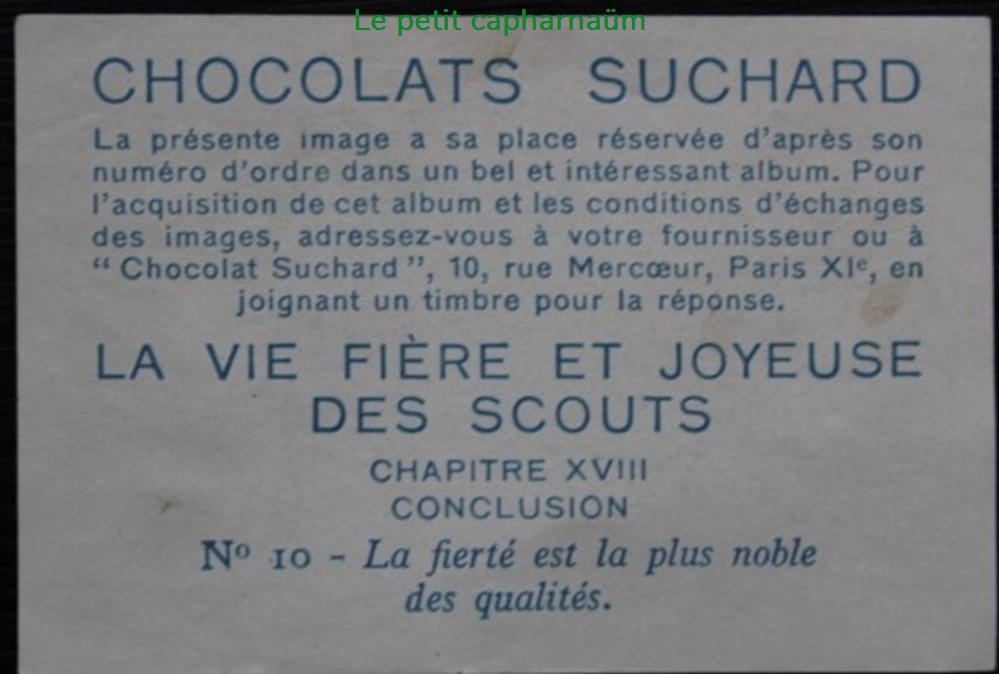 Le petit capharnaüm
CHOCOLATS SUCHARD
La présente image a sa place réservée d'après son
numéro d'ordre dans un bel et intéressant album. Pour
l'acquisition de cet album et les conditions d'échanges
des images, adressez-vous à votre fournisseur ou à
“ Chocolat Suchard ”, 10, rue Mercœur, Paris XIᵉ, en
joignant un timbre pour la réponse.
LA VIE FIÈRE ET JOYEUSE
DES SCOUTS
CHAPITRE XVIII
CONCLUSION
Nº 10 - La fierté est la plus noble
des qualités.